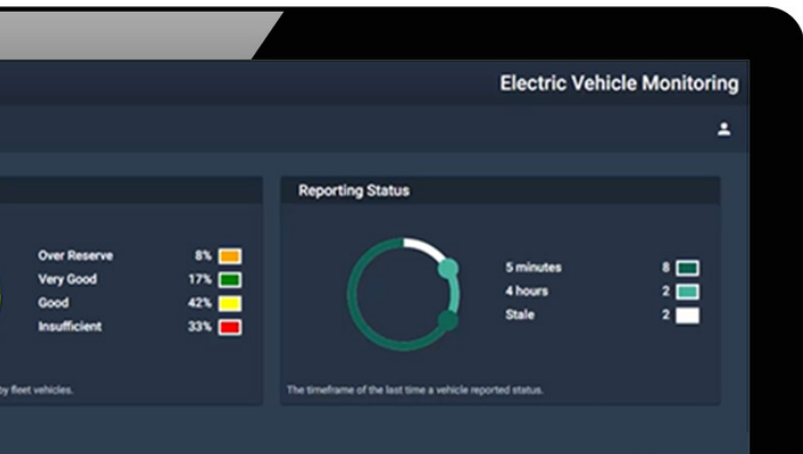 Electric Vehicle Monitoring
Over Reserve 8%
Very Good 17%
Good 42%
Insufficient 33%
by fleet vehicles.
Reporting Status
5 minutes 8
4 hours 2
Stale 2
The timeframe of the last time a vehicle reported status.